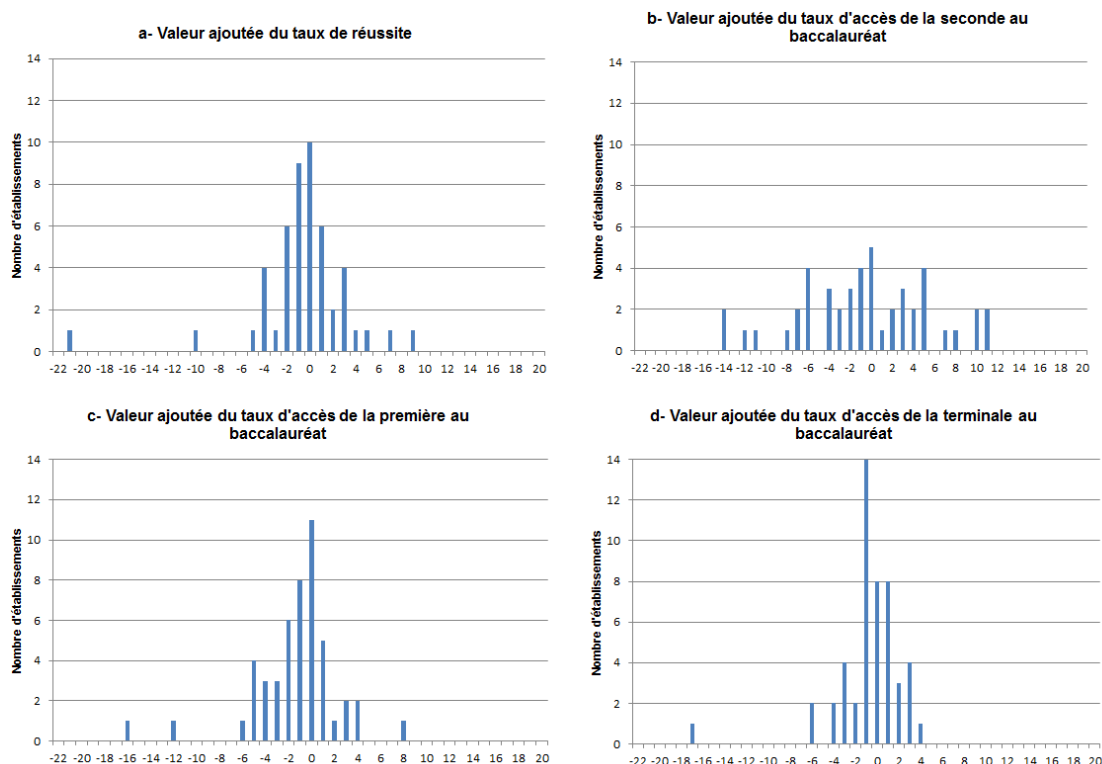 a- Valeur ajoutée du taux de réussite
Nombre d'établissements
14
12
10
8
6
4
2
0
-22 -20 -18 -16 -14 -12 -10 -8 -6 -4 -2 0 2 4 6 8 10 12 14 16 18 20
b- Valeur ajoutée du taux d'accès de la seconde au
baccalauréat
Nombre d'établissements
14
12
10
8
6
4
2
0
-22 -20 -18 -16 -14 -12 -10 -8 -6 -4 -2 0 2 4 6 8 10 12 14 16 18 20
c- Valeur ajoutée du taux d'accès de la première au
baccalauréat
Nombre d'établissements
14
12
10
8
6
4
2
0
-22 -20 -18 -16 -14 -12 -10 -8 -6 -4 -2 0 2 4 6 8 10 12 14 16 18 20
d- Valeur ajoutée du taux d'accès de la terminale au
baccalauréat
Nombre d'établissements
14
12
10
8
6
4
2
0
-22 -20 -18 -16 -14 -12 -10 -8 -6 -4 -2 0 2 4 6 8 10 12 14 16 18 20